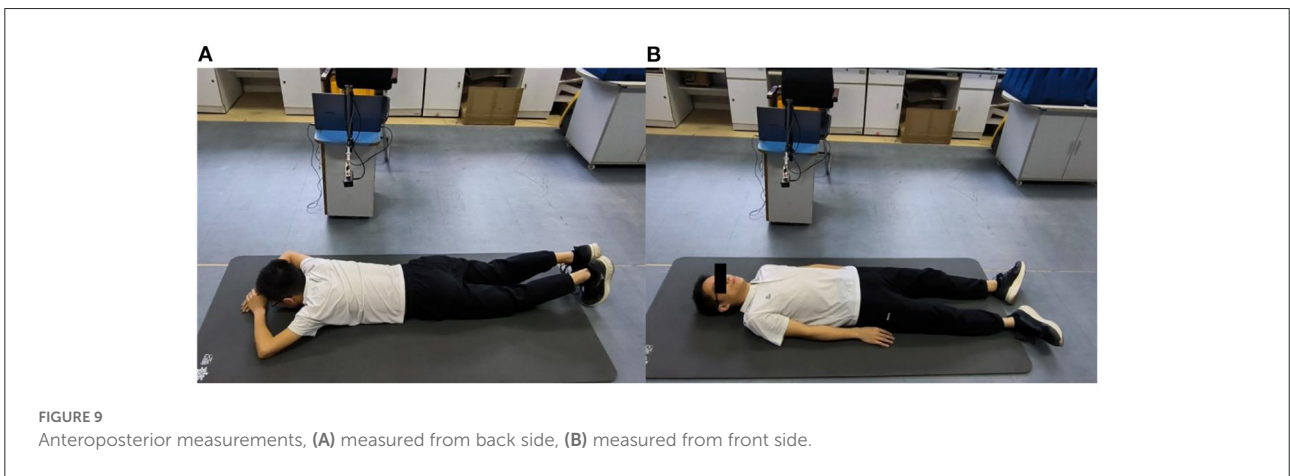 A
B
FIGURE 9
Anteroposterior measurements, (A) measured from back side, (B) measured from front side.